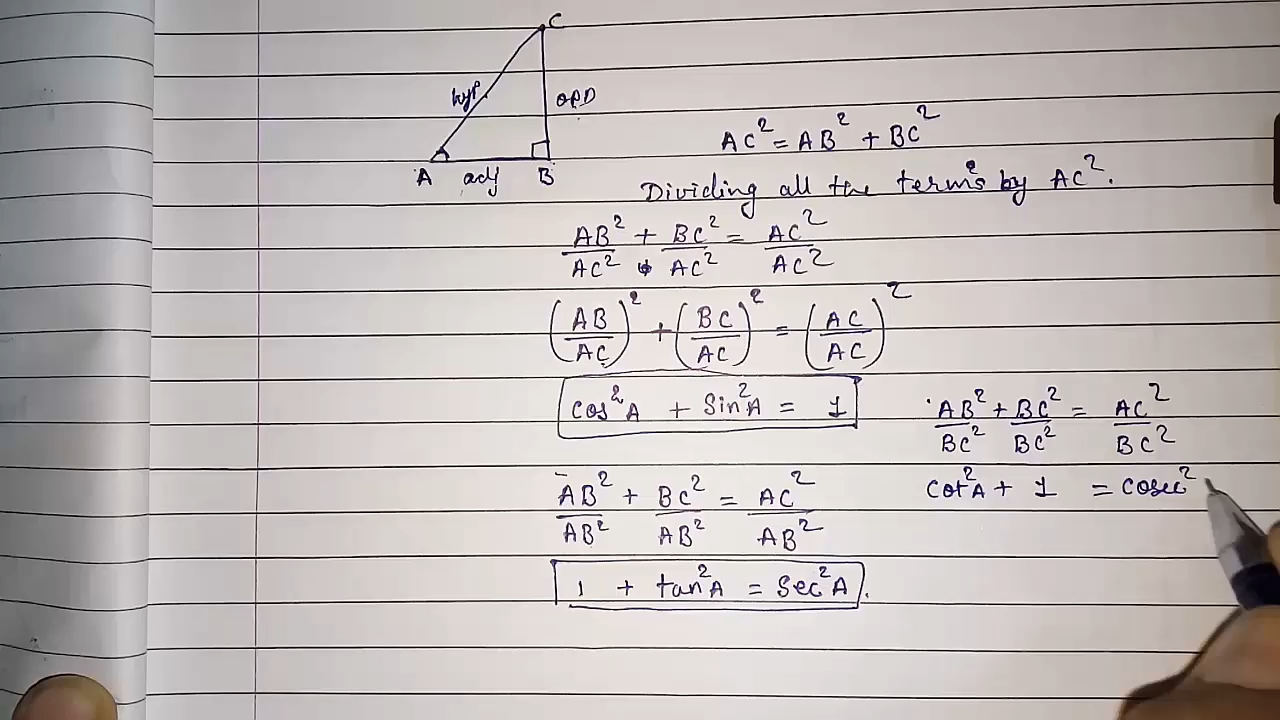 C
hyp.
OPD
A adj B
AC² = AB² + BC²
Dividing all the terms by AC².
AB²/AC² + BC²/AC² = AC²/AC²
(AB/AC)² + (BC/AC)² = (AC/AC)²
cos²A + Sin²A = 1
AB²/AB² + BC²/AB² = AC²/AB²
1 + tan²A = Sec²A.
AB²/BC² + BC²/BC² = AC²/BC²
cot²A + 1 = cosec²